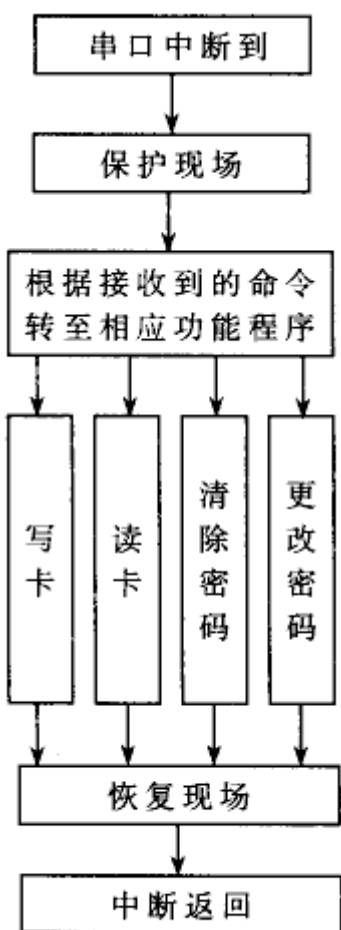 串口中断到
保护现场
根据接收到的命令
转至相应功能程序
写卡
读卡
清除密码
更改密码
恢复现场
中断返回